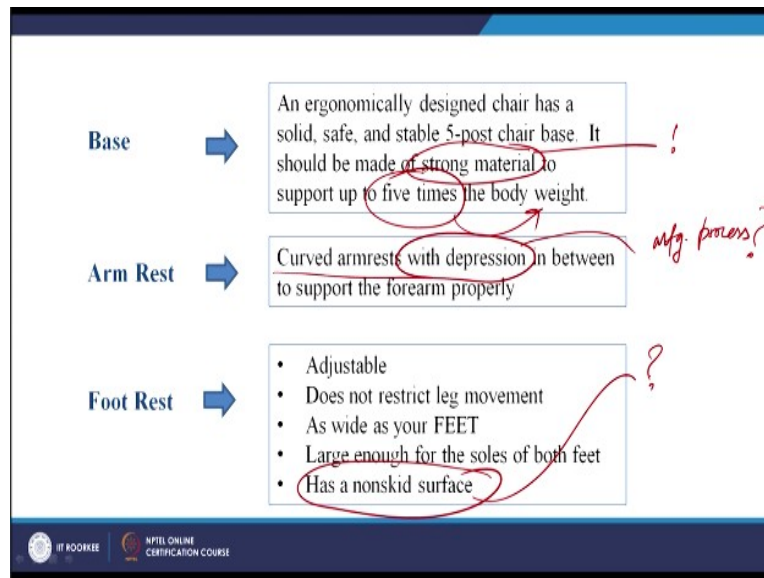 An ergonomically designed chair has a
Base
solid, safe, and stable 5-post chair base. It
should be made of strong material to
support up to five times the body weight.
!
mfg. process?
Curved armrests with depression in between
Arm Rest
to support the forearm properly
?
• Adjustable
• Does not restrict leg movement
Foot Rest
• As wide as your FEET
• Large enough for the soles of both feet
• Has a nonskid surface
IIT ROORKEE
NPTEL ONLINE
CERTIFICATION COURSE